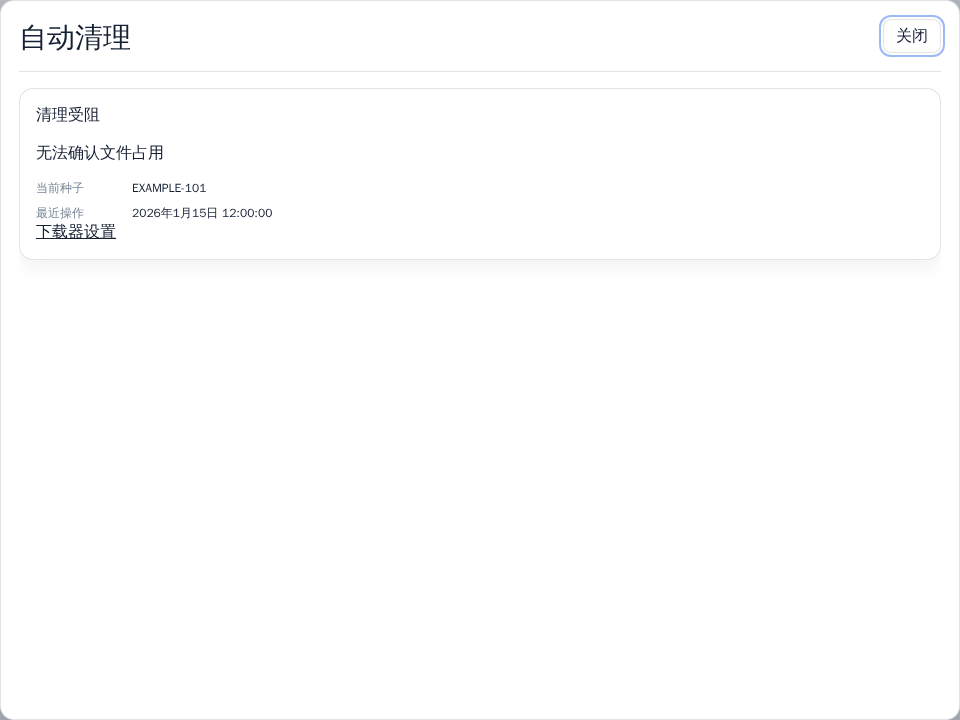 自动清理
关闭
清理受阻
无法确认文件占用
当前种子 EXAMPLE-101
最近操作 2026年1月15日 12:00:00
下载器设置